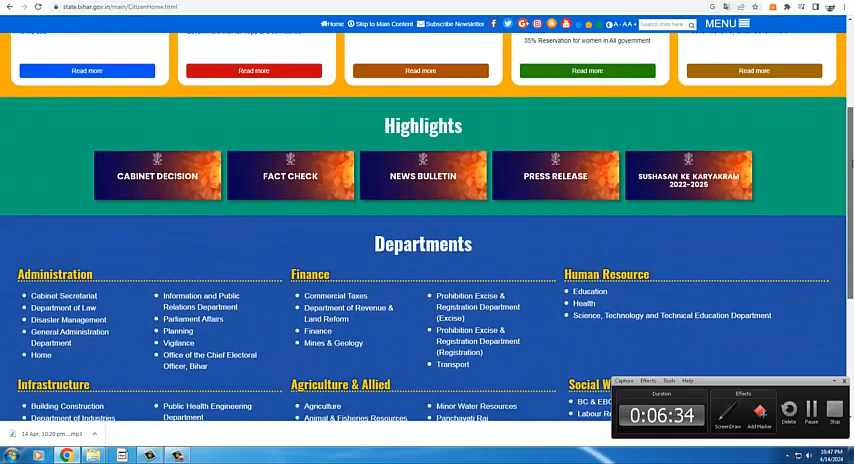 state.bihar.gov.in/main/CitizenHome.html
Home Skip to Main Content Subscribe Newsletter A- AA + Search links here MENU
35% Reservation for women in All government
Read more Read more Read more Read more Read more
Highlights
CABINET DECISION FACT CHECK NEWS BULLETIN PRESS RELEASE SUSHASAN KE KARYAKRAM
2022-2025
Departments
Administration
Cabinet Secretariat
Department of Law
Disaster Management
General Administration
Department
Home
Information and Public
Relations Department
Parliament Affairs
Planning
Vigilance
Office of the Chief Electoral
Officer, Bihar
Finance
Commercial Taxes
Department of Revenue &
Land Reform
Finance
Mines & Geology
Prohibition Excise &
Registration Department
(Excise)
Prohibition Excise &
Registration Department
(Registration)
Transport
Human Resource
Education
Health
Science, Technology and Technical Education Department
Infrastructure
Building Construction
Department of Industries
Public Health Engineering
Department
Agriculture & Allied
Agriculture
Animal & Fisheries Resources
Minor Water Resources
Panchayati Raj
Social W
BC & EBC
Labour Re
Capture Effects Tools Help
Duration Effects
0:06:34
ScreenDraw Add Marker Delete Pause Stop
14 Apr, 10.20 pm....mp3
10:47 PM
4/14/2024